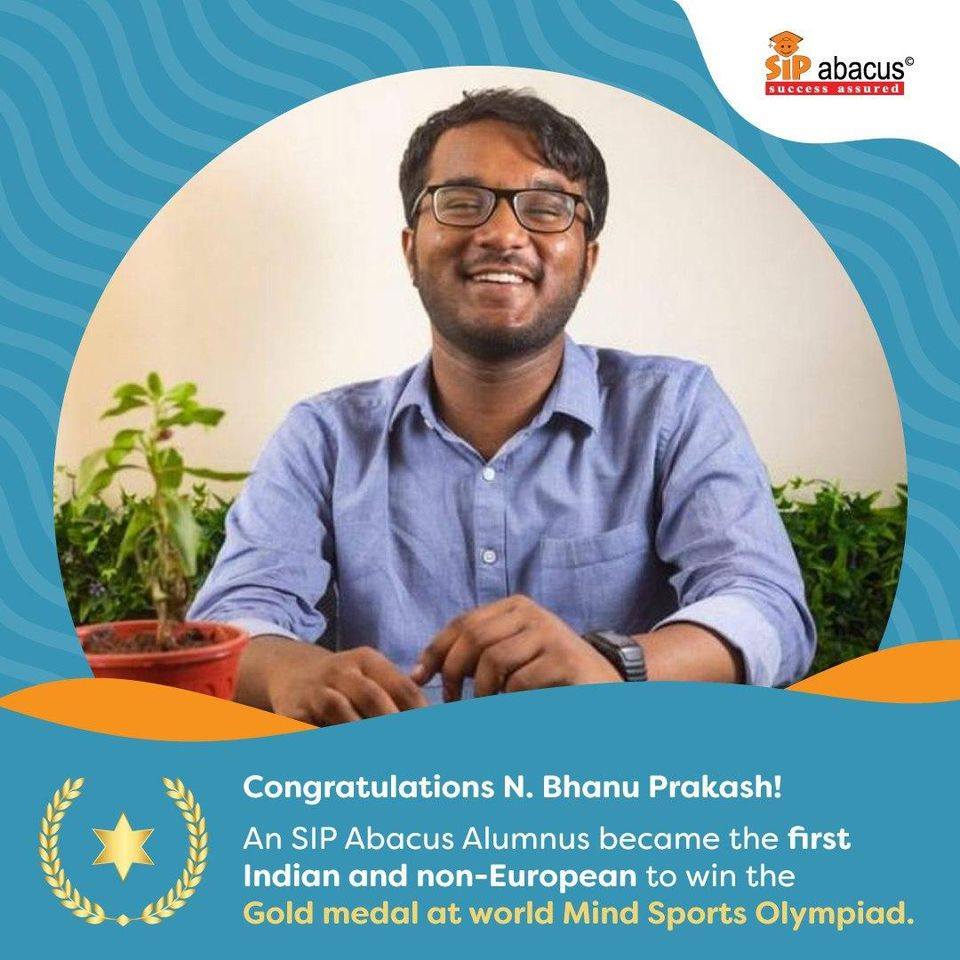 SiP abacus©
success assured
Congratulations N. Bhanu Prakash!
An SIP Abacus Alumnus became the first
Indian and non-European to win the
Gold medal at world Mind Sports Olympiad.